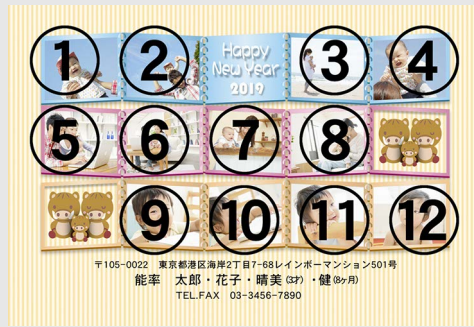 ① ② Happy ③ ④
New Year
2019
⑤ ⑥ ⑦ ⑧
⑨ ⑩ ⑪ ⑫
〒105-0022 東京都港区海岸2丁目7-68レインボーマンション501号
能率 太郎・花子・晴美(3才)・健(8ヶ月)
TEL.FAX 03-3456-7890